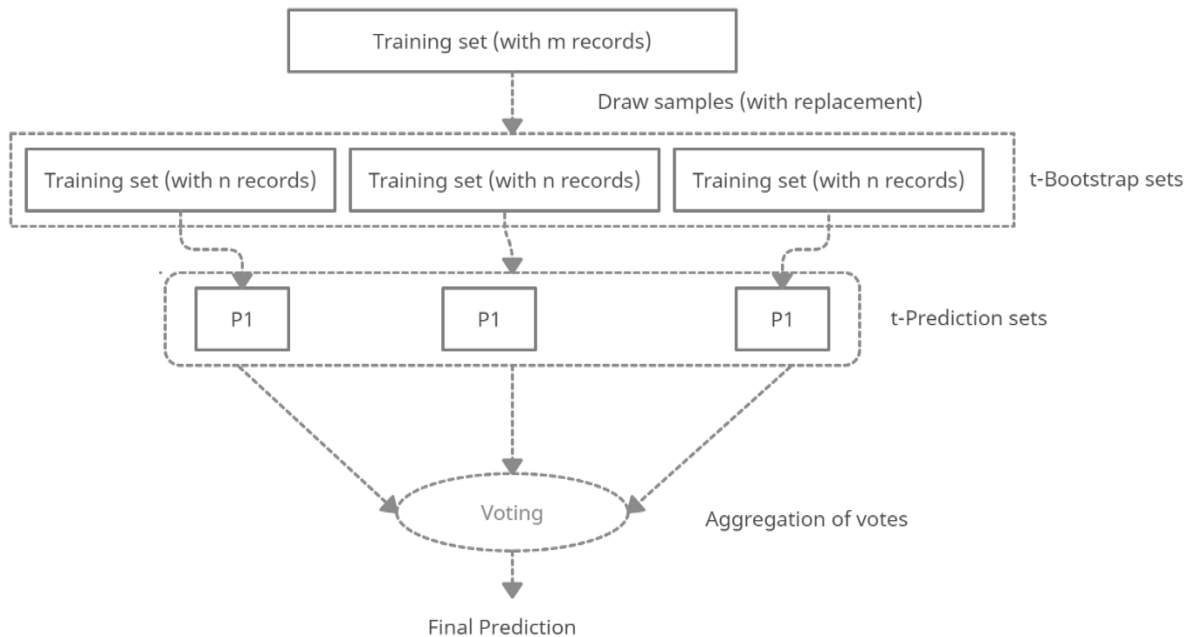 Training set (with m records)
Draw samples (with replacement)
Training set (with n records)
Training set (with n records)
Training set (with n records)
t-Bootstrap sets
P1
P1
P1
t-Prediction sets
Voting
Aggregation of votes
Final Prediction